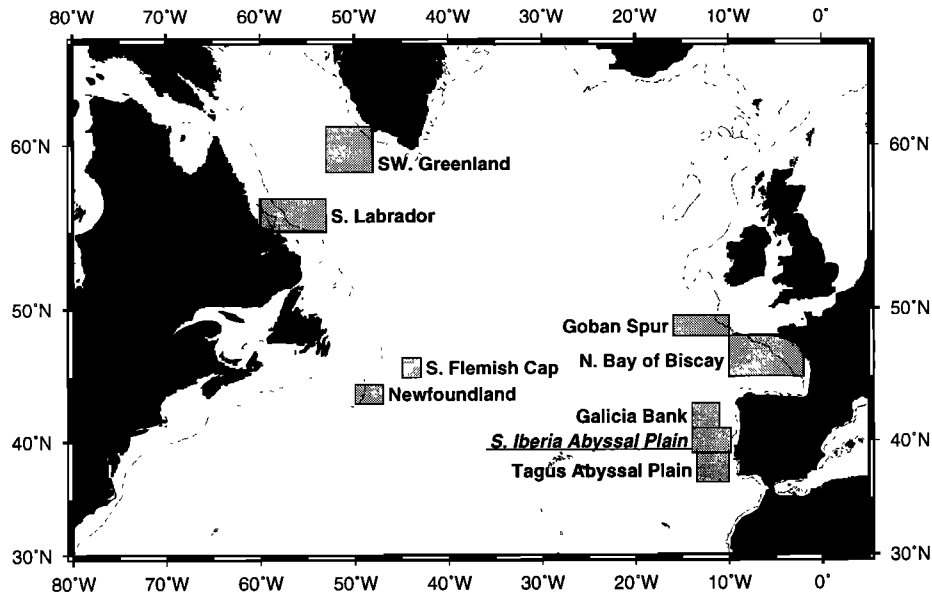 80˚W 70˚W 60˚W 50˚W 40˚W 30˚W 20˚W 10˚W 0˚
60˚N 60˚N
SW. Greenland
S. Labrador
50˚N 50˚N
Goban Spur
N. Bay of Biscay
S. Flemish Cap
Newfoundland
Galicia Bank
40˚N S. Iberia Abyssal Plain 40˚N
Tagus Abyssal Plain
30˚N 30˚N
80˚W 70˚W 60˚W 50˚W 40˚W 30˚W 20˚W 10˚W 0˚